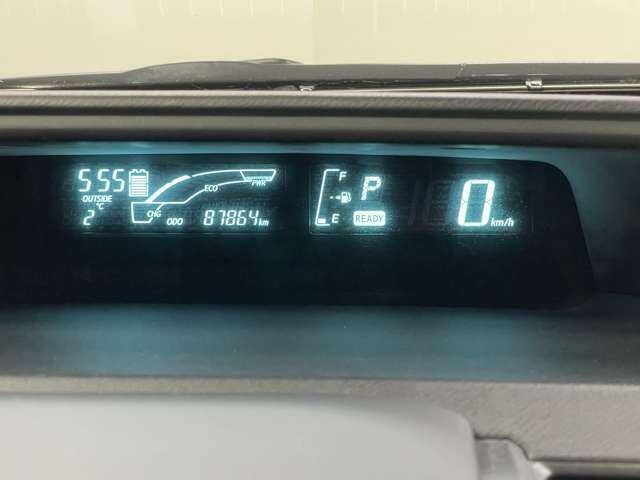 555
OUTSIDE
2 °C
CHG ECO PWR
ODO 87864 km
F
E
P
READY
0 km/h